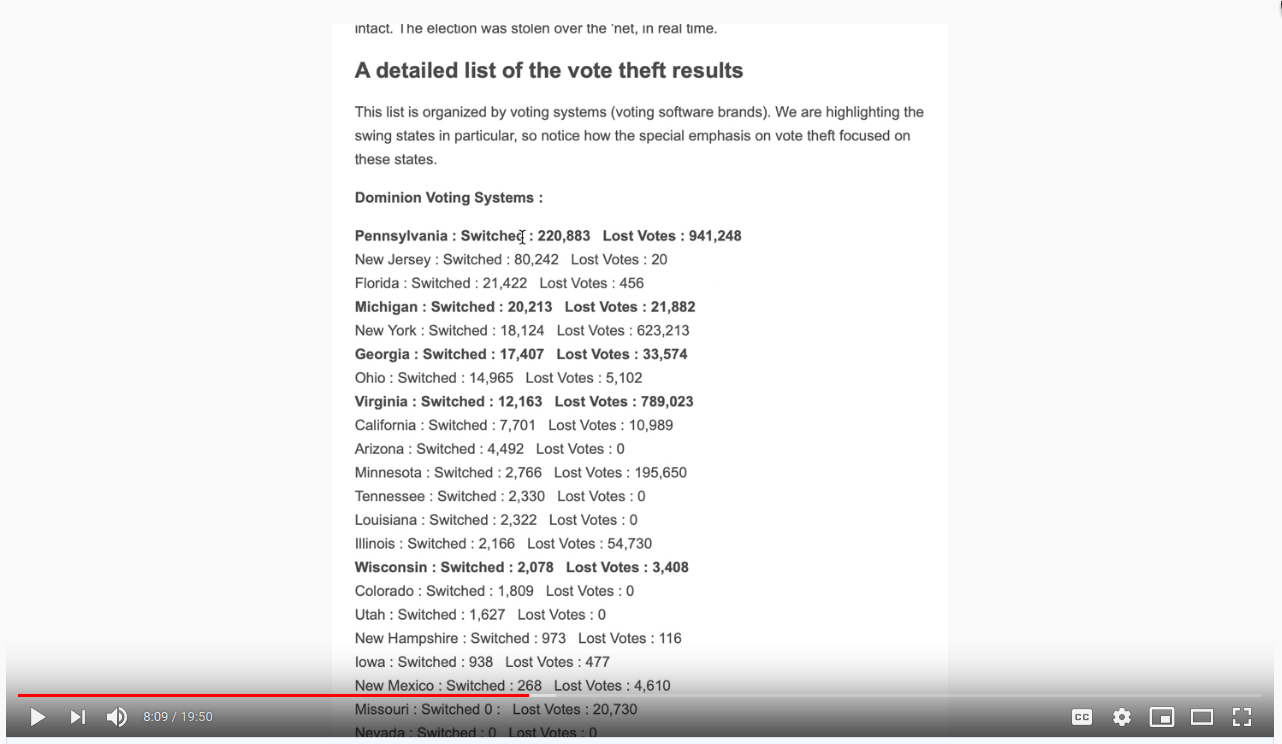 intact. The election was stolen over the 'net, in real time.
A detailed list of the vote theft results
This list is organized by voting systems (voting software brands). We are highlighting the
swing states in particular, so notice how the special emphasis on vote theft focused on
these states.
Dominion Voting Systems :
Pennsylvania : Switched : 220,883 Lost Votes : 941,248
New Jersey : Switched : 80,242 Lost Votes : 20
Florida : Switched : 21,422 Lost Votes : 456
Michigan : Switched : 20,213 Lost Votes : 21,882
New York : Switched : 18,124 Lost Votes : 623,213
Georgia : Switched : 17,407 Lost Votes : 33,574
Ohio : Switched : 14,965 Lost Votes : 5,102
Virginia : Switched : 12,163 Lost Votes : 789,023
California : Switched : 7,701 Lost Votes : 10,989
Arizona : Switched : 4,492 Lost Votes : 0
Minnesota : Switched : 2,766 Lost Votes : 195,650
Tennessee : Switched : 2,330 Lost Votes : 0
Louisiana : Switched : 2,322 Lost Votes : 0
Illinois : Switched : 2,166 Lost Votes : 54,730
Wisconsin : Switched : 2,078 Lost Votes : 3,408
Colorado : Switched : 1,809 Lost Votes : 0
Utah : Switched : 1,627 Lost Votes : 0
New Hampshire : Switched : 973 Lost Votes : 116
Iowa : Switched : 938 Lost Votes : 477
New Mexico : Switched : 268 Lost Votes : 4,610
Missouri : Switched 0 : Lost Votes : 20,730
Nevada : Switched : 0 Lost Votes : 0
8:09 / 19:50
CC